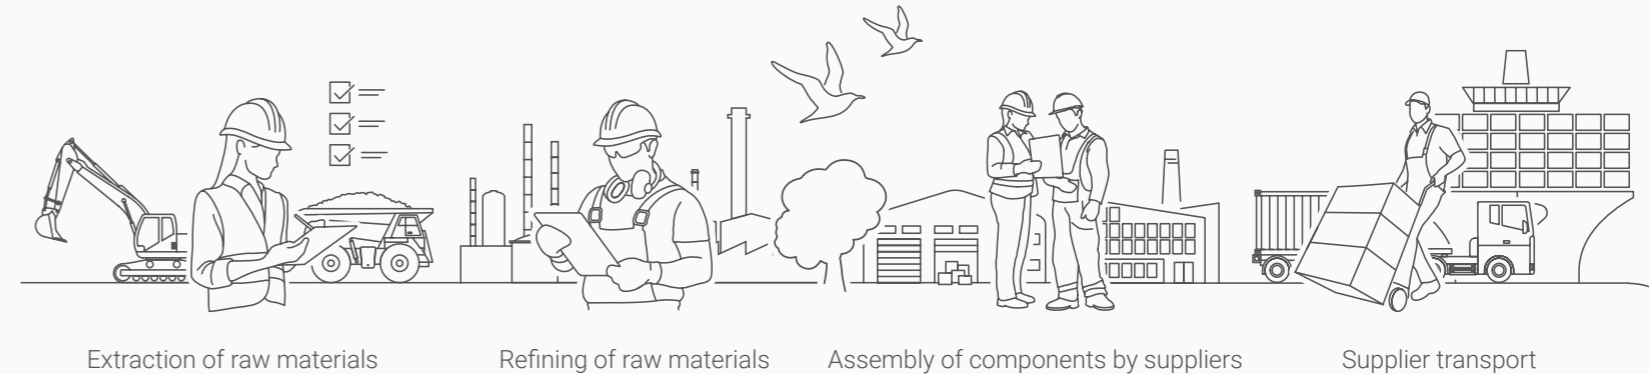 Extraction of raw materials
Refining of raw materials
Assembly of components by suppliers
Supplier transport